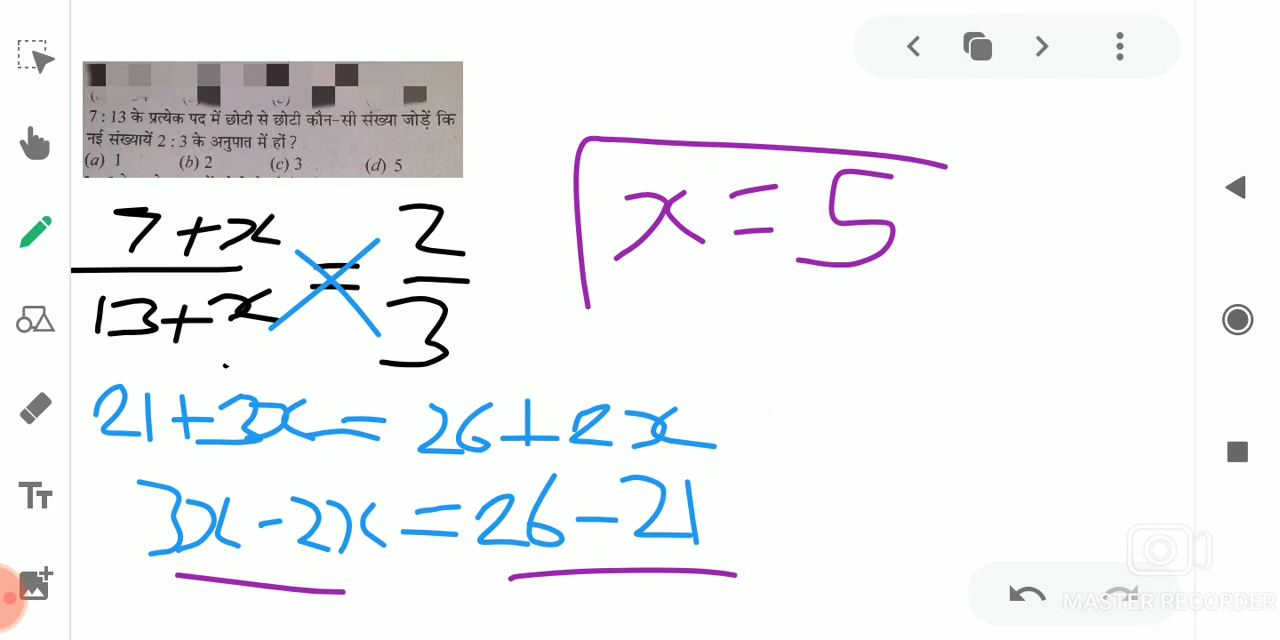 7 : 13 के प्रत्येक पद में छोटी से छोटी कौन-सी संख्या जोड़ें कि
नई संख्यायें 2 : 3 के अनुपात में हों ?
(a) 1 (b) 2 (c) 3 (d) 5
7+x
13+x
=
2
3
21+3x=26+2x
3x-2x=26-21
x=5
TT
MASTER RECORDER